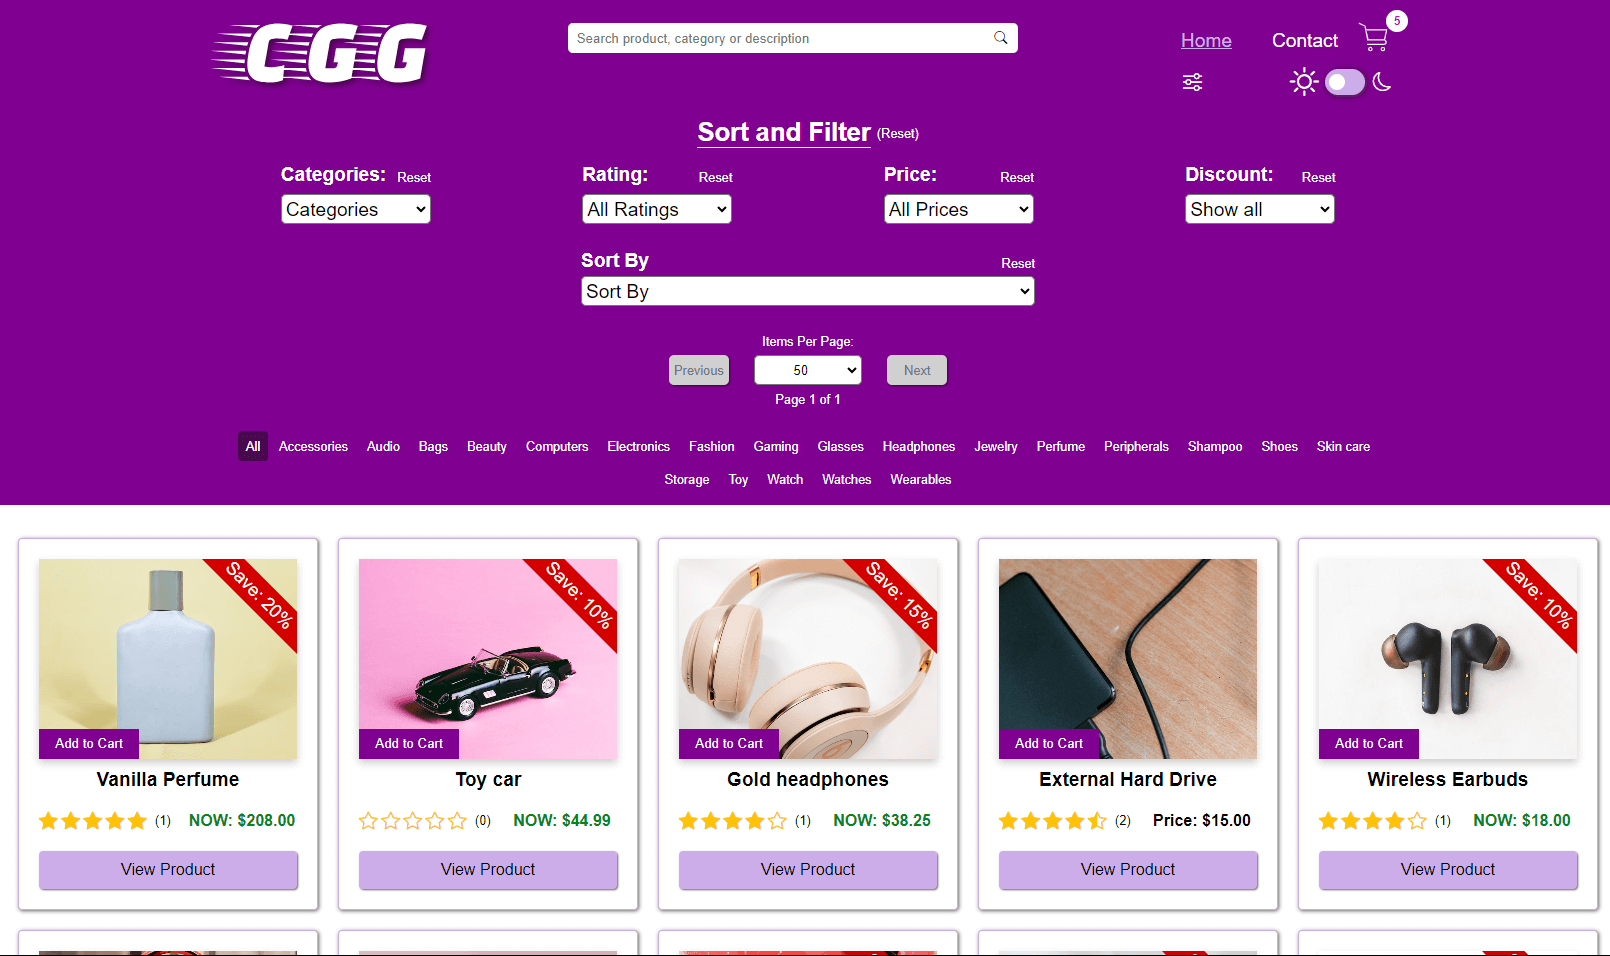 CGG
Search product, category or description
Home
Contact
5
Sort and Filter (Reset)
Categories: Reset
Categories
Rating: Reset
All Ratings
Price: Reset
All Prices
Discount: Reset
Show all
Sort By Reset
Sort By
Items Per Page:
Previous 50 Next
Page 1 of 1
All Accessories Audio Bags Beauty Computers Electronics Fashion Gaming Glasses Headphones Jewelry Perfume Peripherals Shampoo Shoes Skin care
Storage Toy Watch Watches Wearables
Save: 20%
Add to Cart
Vanilla Perfume
(1) NOW: $208.00
View Product
Save: 10%
Add to Cart
Toy car
(0) NOW: $44.99
View Product
Save: 15%
Add to Cart
Gold headphones
(1) NOW: $38.25
View Product
Add to Cart
External Hard Drive
(2) Price: $15.00
View Product
Save: 10%
Add to Cart
Wireless Earbuds
(1) NOW: $18.00
View Product